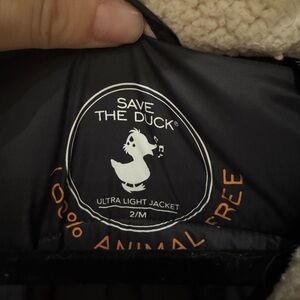 SAVE
THE DUCK®
ULTRA LIGHT JACKET
2/M
100% ANIMAL FREE